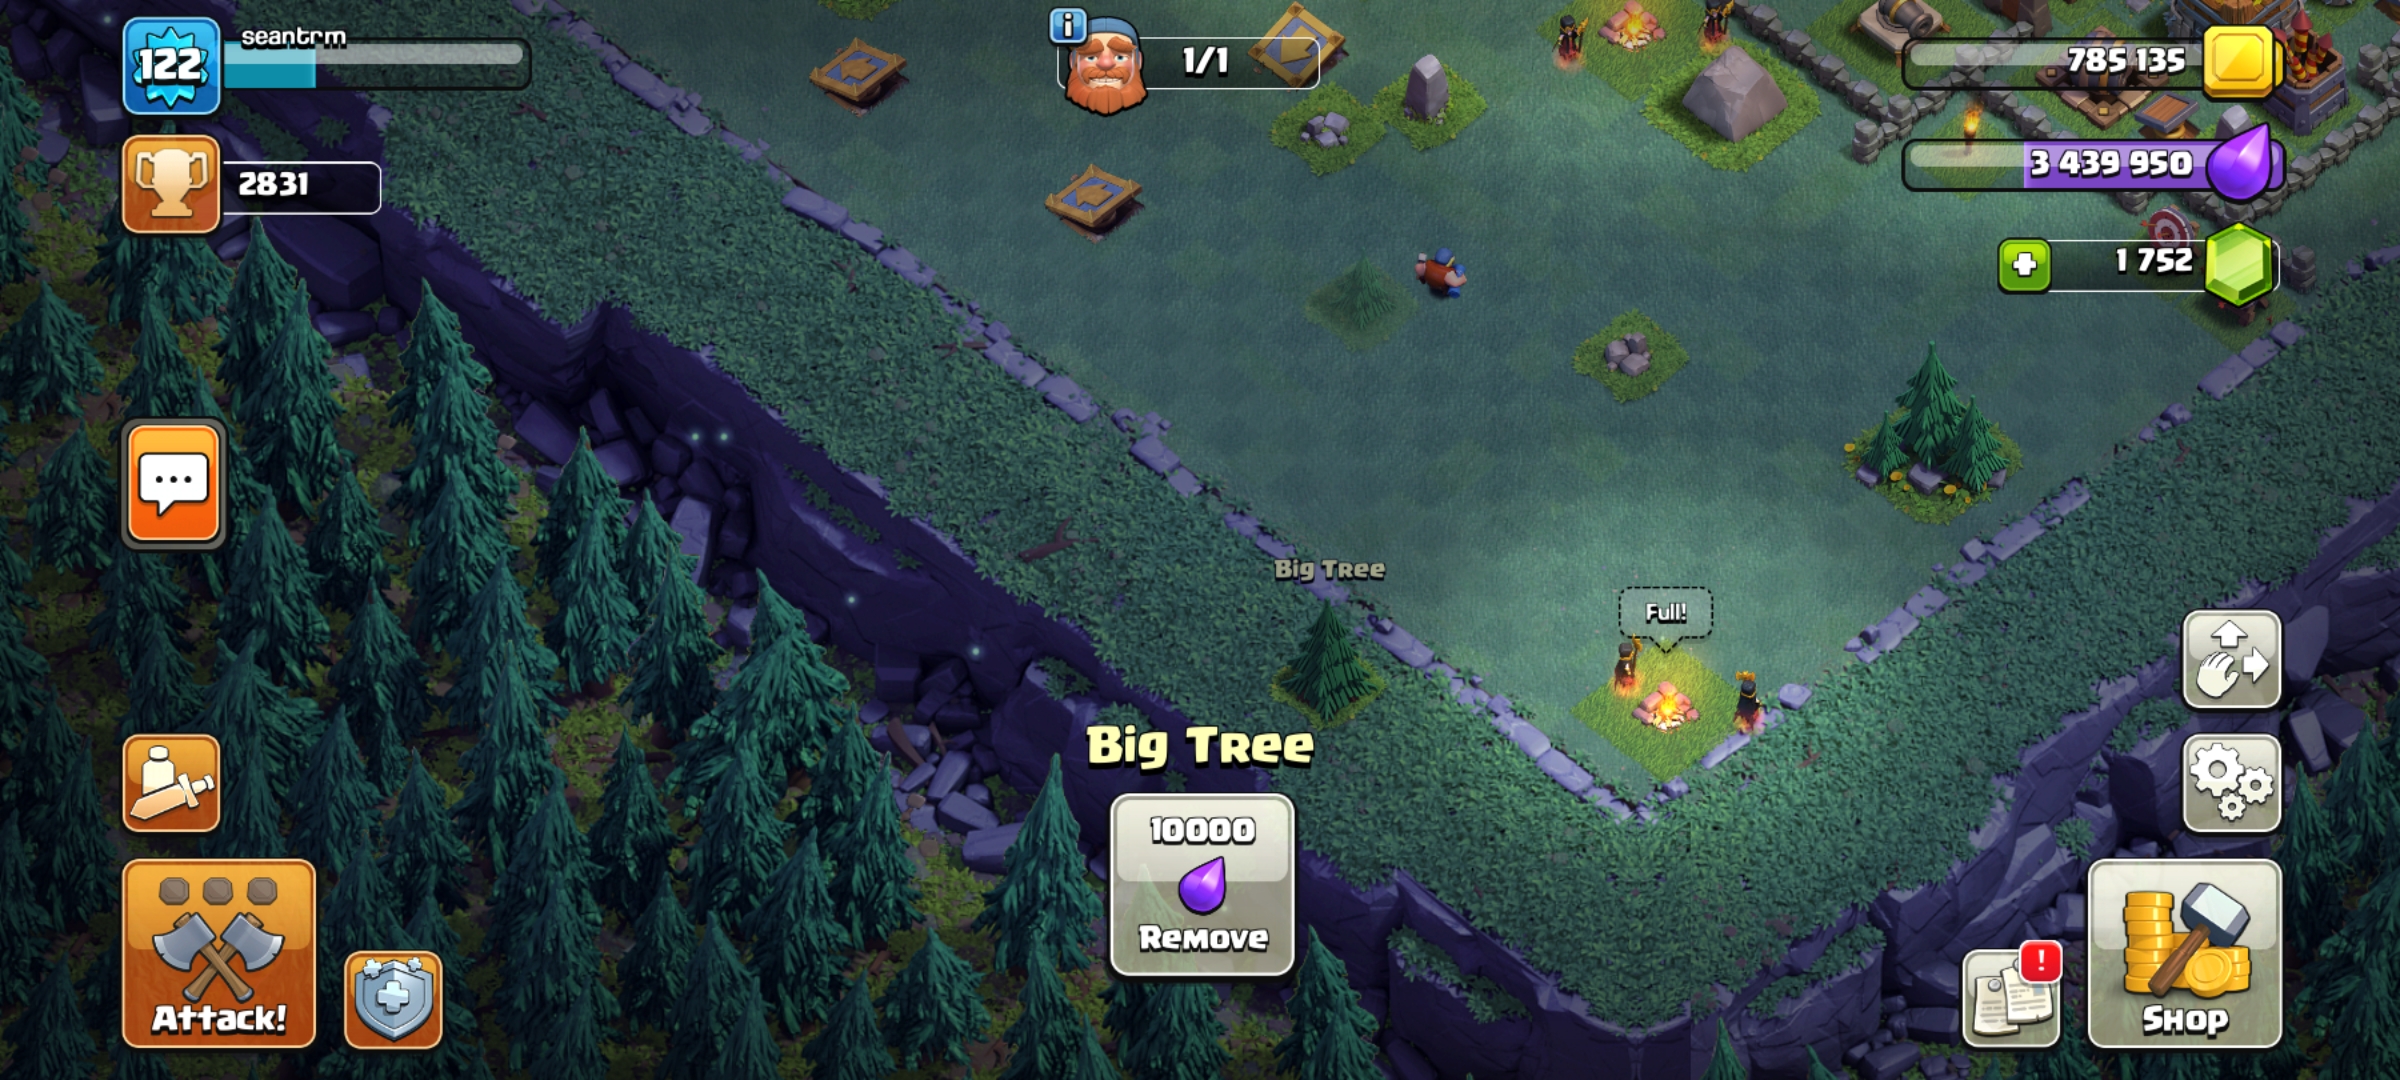 122
seantrm
1/1
785 135
2831
3 439 950
1 752
Big Tree
Full!
Big Tree
10000
Remove
Attack!
!
Shop